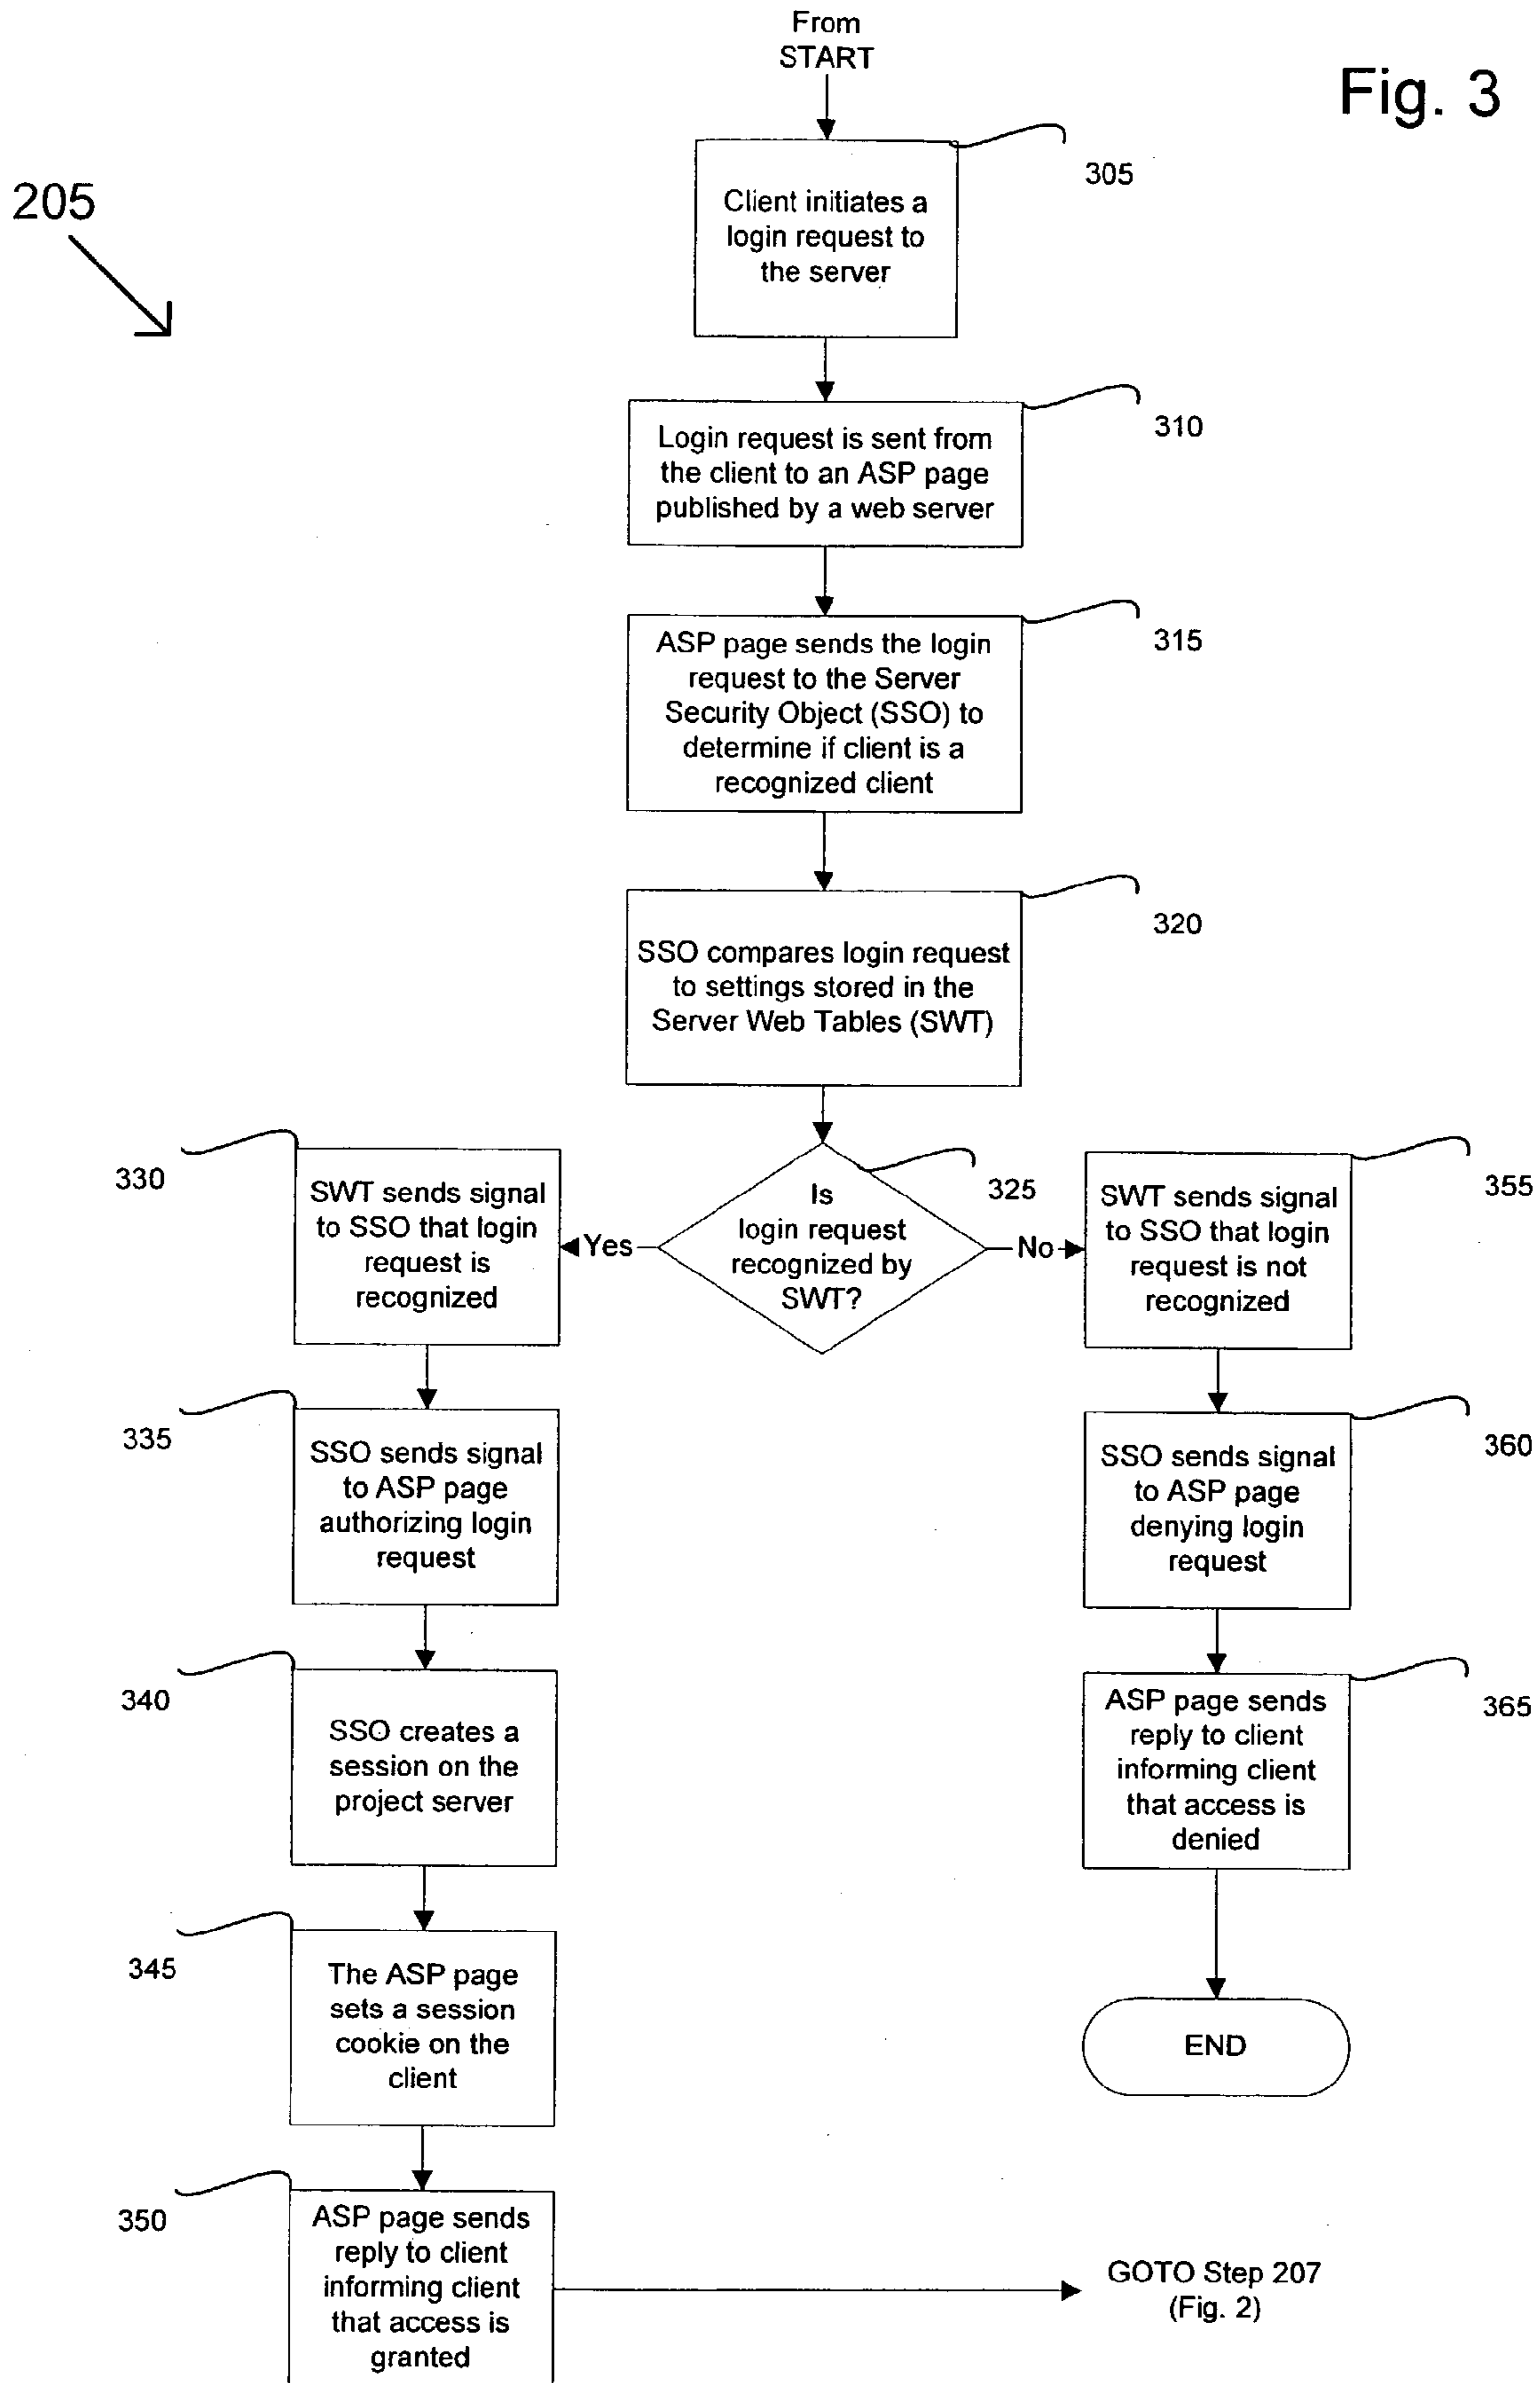 From
START
Fig. 3
205
305
Client initiates a
login request to
the server
310
Login request is sent from
the client to an ASP page
published by a web server
315
ASP page sends the login
request to the Server
Security Object (SSO) to
determine if client is a
recognized client
320
SSO compares login request
to settings stored in the
Server Web Tables (SWT)
325
Is
login request
recognized by
SWT?
Yes
No
330
SWT sends signal
to SSO that login
request is
recognized
355
SWT sends signal
to SSO that login
request is not
recognized
335
SSO sends signal
to ASP page
authorizing login
request
360
SSO sends signal
to ASP page
denying login
request
340
SSO creates a
session on the
project server
365
ASP page sends
reply to client
informing client
that access is
denied
345
The ASP page
sets a session
cookie on the
client
END
350
ASP page sends
reply to client
informing client
that access is
granted
GOTO Step 207
(Fig. 2)